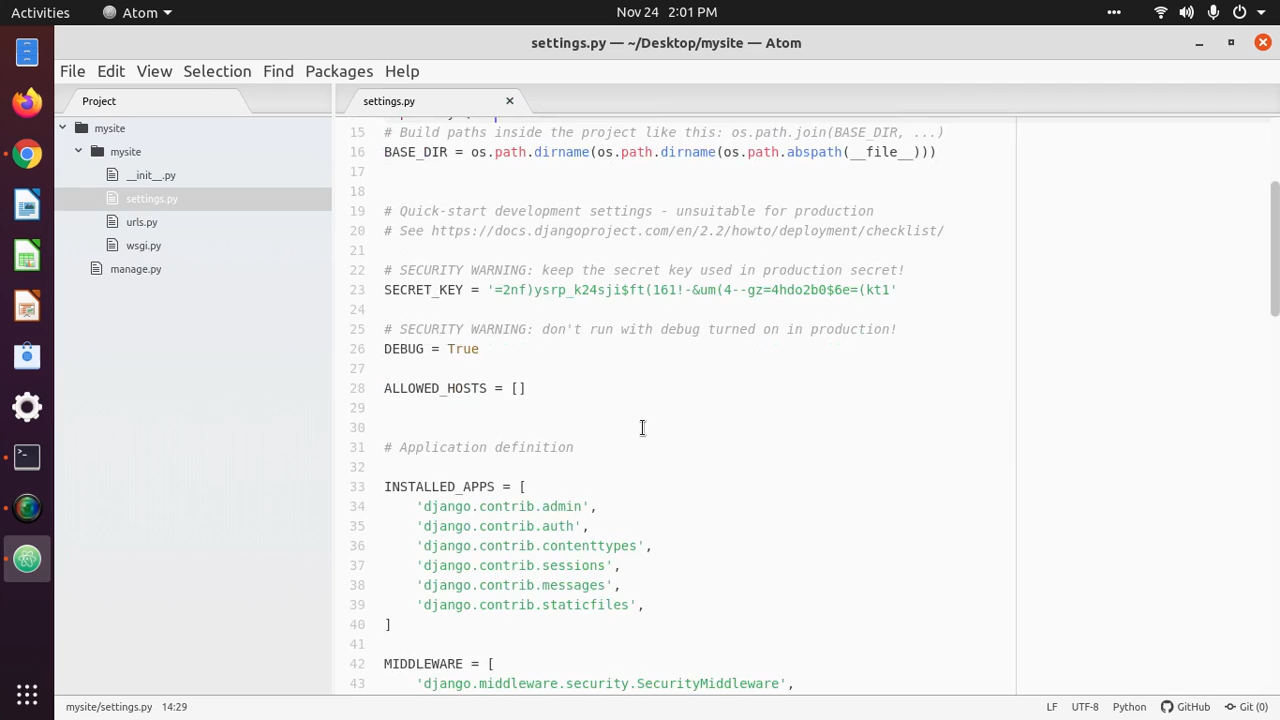 Activities
Atom
Nov 24 2:01 PM
settings.py — ~/Desktop/mysite — Atom
File Edit View Selection Find Packages Help
Project
settings.py
mysite
mysite
__init__.py
settings.py
urls.py
wsgi.py
manage.py
15 # Build paths inside the project like this: os.path.join(BASE_DIR, ...)
16 BASE_DIR = os.path.dirname(os.path.dirname(os.path.abspath(__file__)))
17
18
19 # Quick-start development settings - unsuitable for production
20 # See https://docs.djangoproject.com/en/2.2/howto/deployment/checklist/
21
22 # SECURITY WARNING: keep the secret key used in production secret!
23 SECRET_KEY = '=2nf)ysrp_k24sji$ft(161!-&um(4--gz=4hdo2b0$6e=(kt1'
24
25 # SECURITY WARNING: don't run with debug turned on in production!
26 DEBUG = True
27
28 ALLOWED_HOSTS = []
29
30
31 # Application definition
32
33 INSTALLED_APPS = [
34 'django.contrib.admin',
35 'django.contrib.auth',
36 'django.contrib.contenttypes',
37 'django.contrib.sessions',
38 'django.contrib.messages',
39 'django.contrib.staticfiles',
40 ]
41
42 MIDDLEWARE = [
43 'django.middleware.security.SecurityMiddleware',
mysite/settings.py 14:29
LF UTF-8 Python GitHub Git (0)